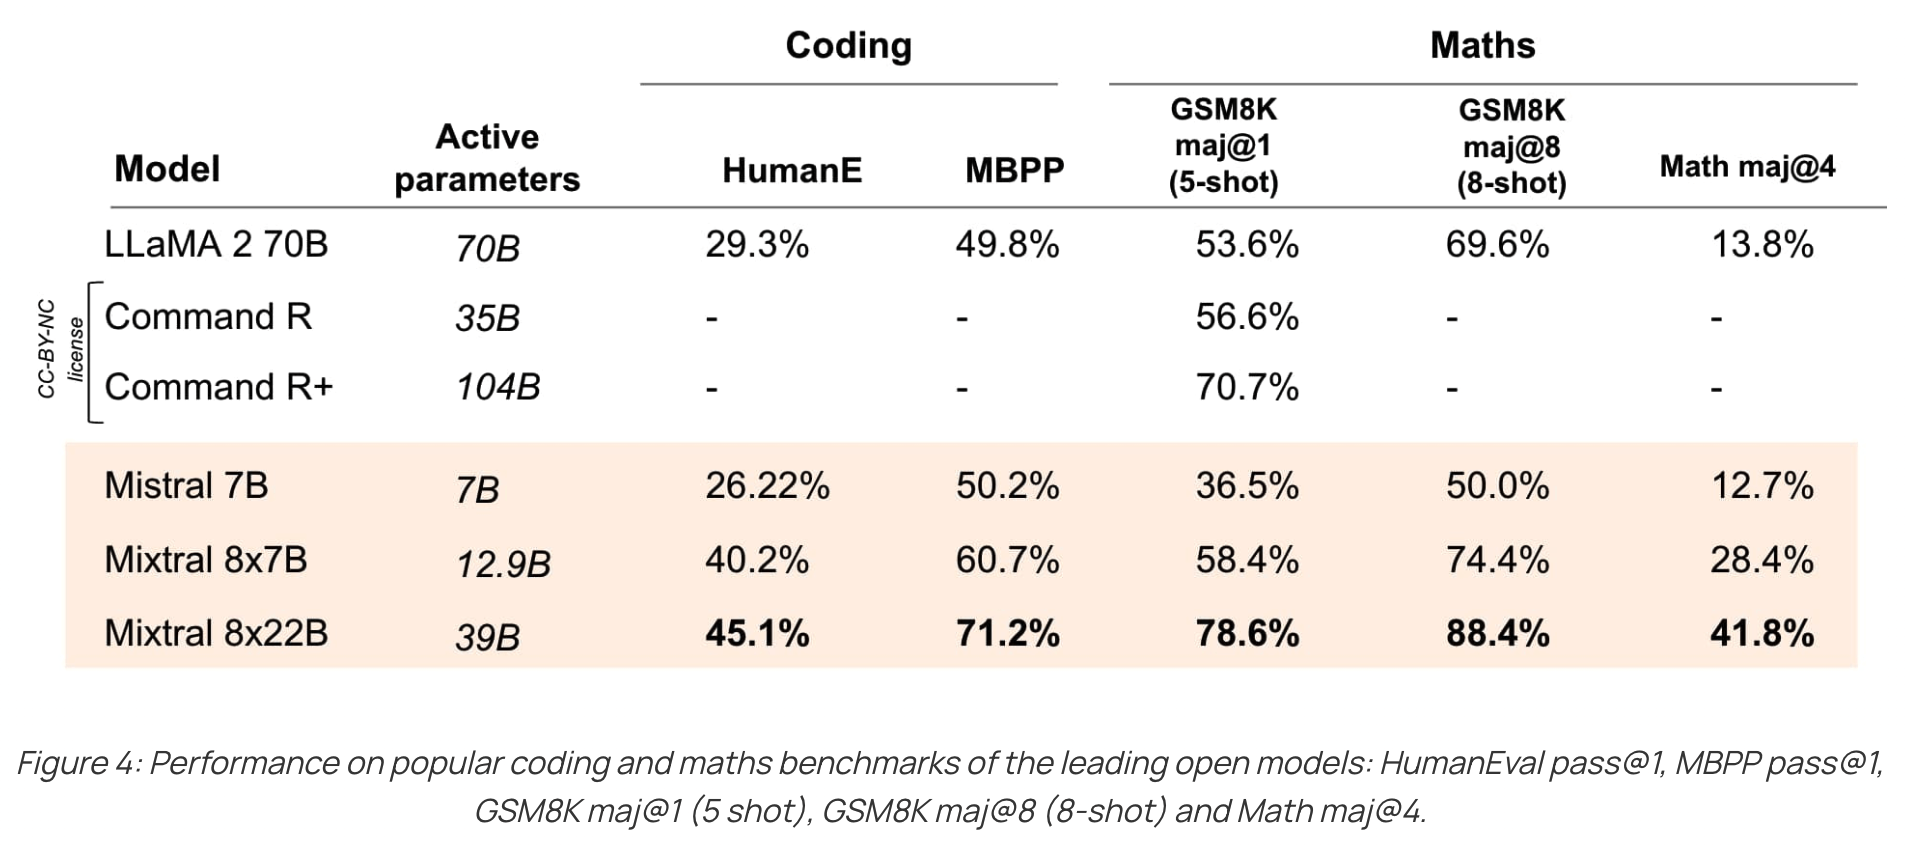 Coding Maths
Model Active parameters HumanE MBPP GSM8K maj@1 (5-shot) GSM8K maj@8 (8-shot) Math maj@4
LLaMA 2 70B 70B 29.3% 49.8% 53.6% 69.6% 13.8%
CC-BY-NC license
Command R 35B - - 56.6% - -
Command R+ 104B - - 70.7% - -
Mistral 7B 7B 26.22% 50.2% 36.5% 50.0% 12.7%
Mixtral 8x7B 12.9B 40.2% 60.7% 58.4% 74.4% 28.4%
Mixtral 8x22B 39B 45.1% 71.2% 78.6% 88.4% 41.8%
Figure 4: Performance on popular coding and maths benchmarks of the leading open models: HumanEval pass@1, MBPP pass@1,
GSM8K maj@1 (5 shot), GSM8K maj@8 (8-shot) and Math maj@4.